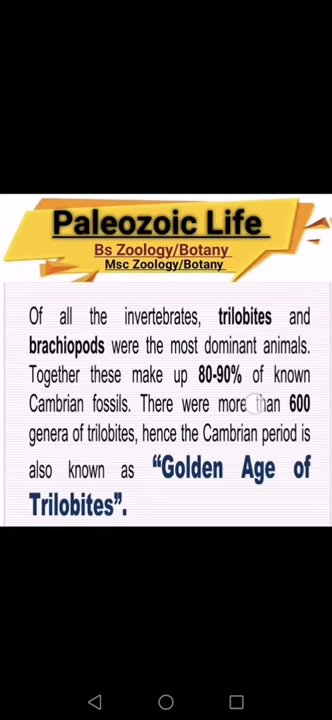 Paleozoic Life
Bs Zoology/Botany
Msc Zoology/Botany
Of all the invertebrates, trilobites and
brachiopods were the most dominant animals.
Together these make up 80-90% of known
Cambrian fossils. There were more than 600
genera of trilobites, hence the Cambrian period is
also known as “Golden Age of
Trilobites”.